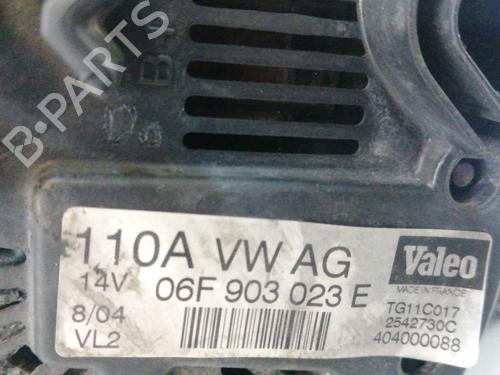 B+
B-PARTS
110A VW AG
14V
06F 903 023 E
8/04
VL2
Valeo
MADE IN FRANCE
TG11C017
2542730C
404000088